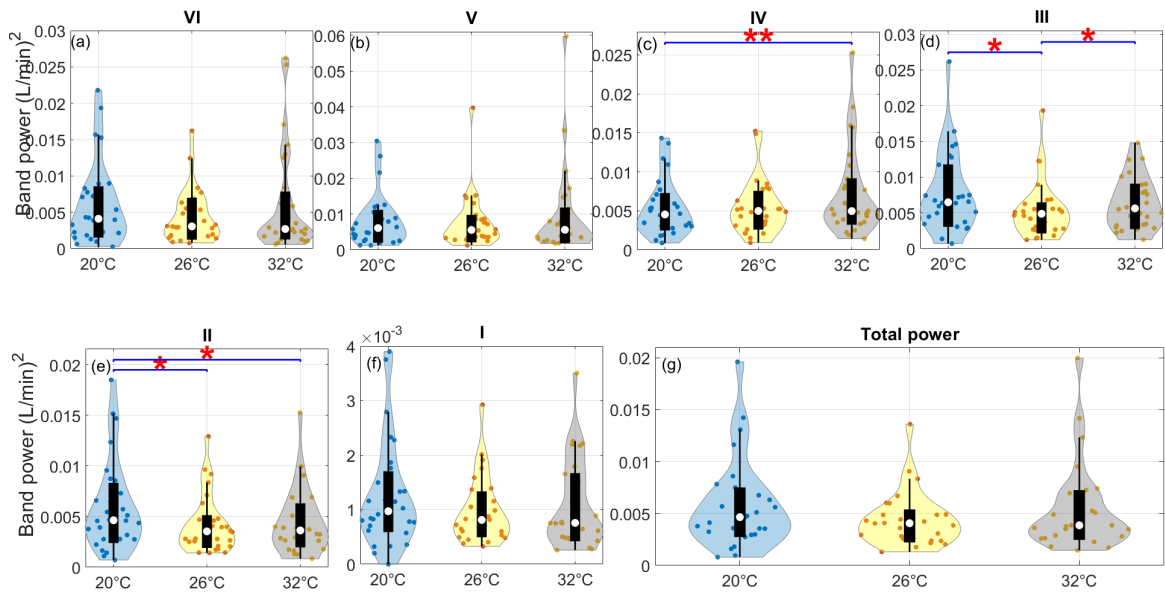 VI
V
IV
III
(a)
(b)
(c)
(d)
Band power (L/min)²
0.03
0.025
0.02
0.015
0.01
0.005
0
0.06
0.05
0.04
0.03
0.02
0.01
0
0.025
0.02
0.015
0.01
0.005
0
0.03
0.025
0.02
0.015
0.01
0.005
0
**
*
*
20°C 26°C 32°C
20°C 26°C 32°C
20°C 26°C 32°C
20°C 26°C 32°C
II
I
Total power
(e)
(f)
(g)
Band power (L/min)²
0.02
0.015
0.01
0.005
0
×10⁻³
4
3
2
1
0
0.02
0.015
0.01
0.005
0
*
*
20°C 26°C 32°C
20°C 26°C 32°C
20°C 26°C 32°C